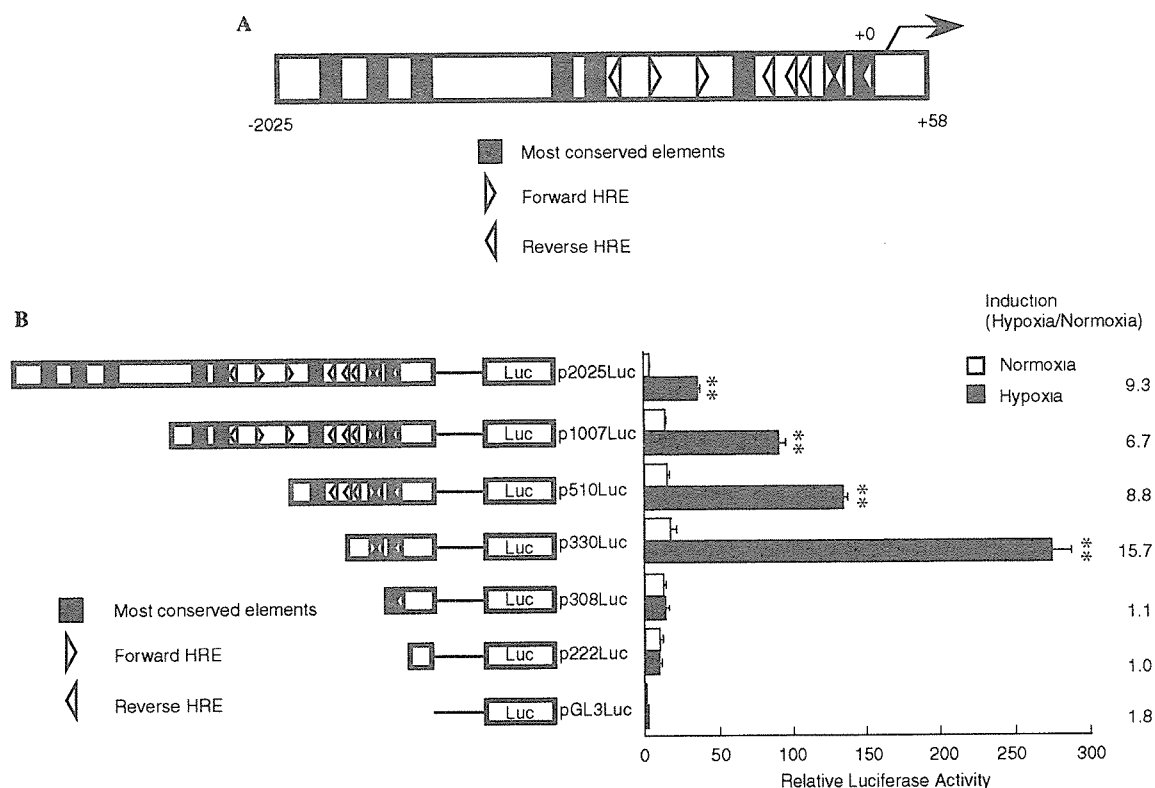 A
+0
-2025
+58
Most conserved elements
Forward HRE
Reverse HRE
B
Induction
(Hypoxia/Normoxia)
Normoxia
Hypoxia
Luc p2025Luc ** 9.3
Luc p1007Luc ** 6.7
Luc p510Luc ** 8.8
Luc p330Luc ** 15.7
Luc p308Luc 1.1
Luc p222Luc 1.0
Luc pGL3Luc 1.8
Most conserved elements
Forward HRE
Reverse HRE
0 50 100 150 200 250 300
Relative Luciferase Activity